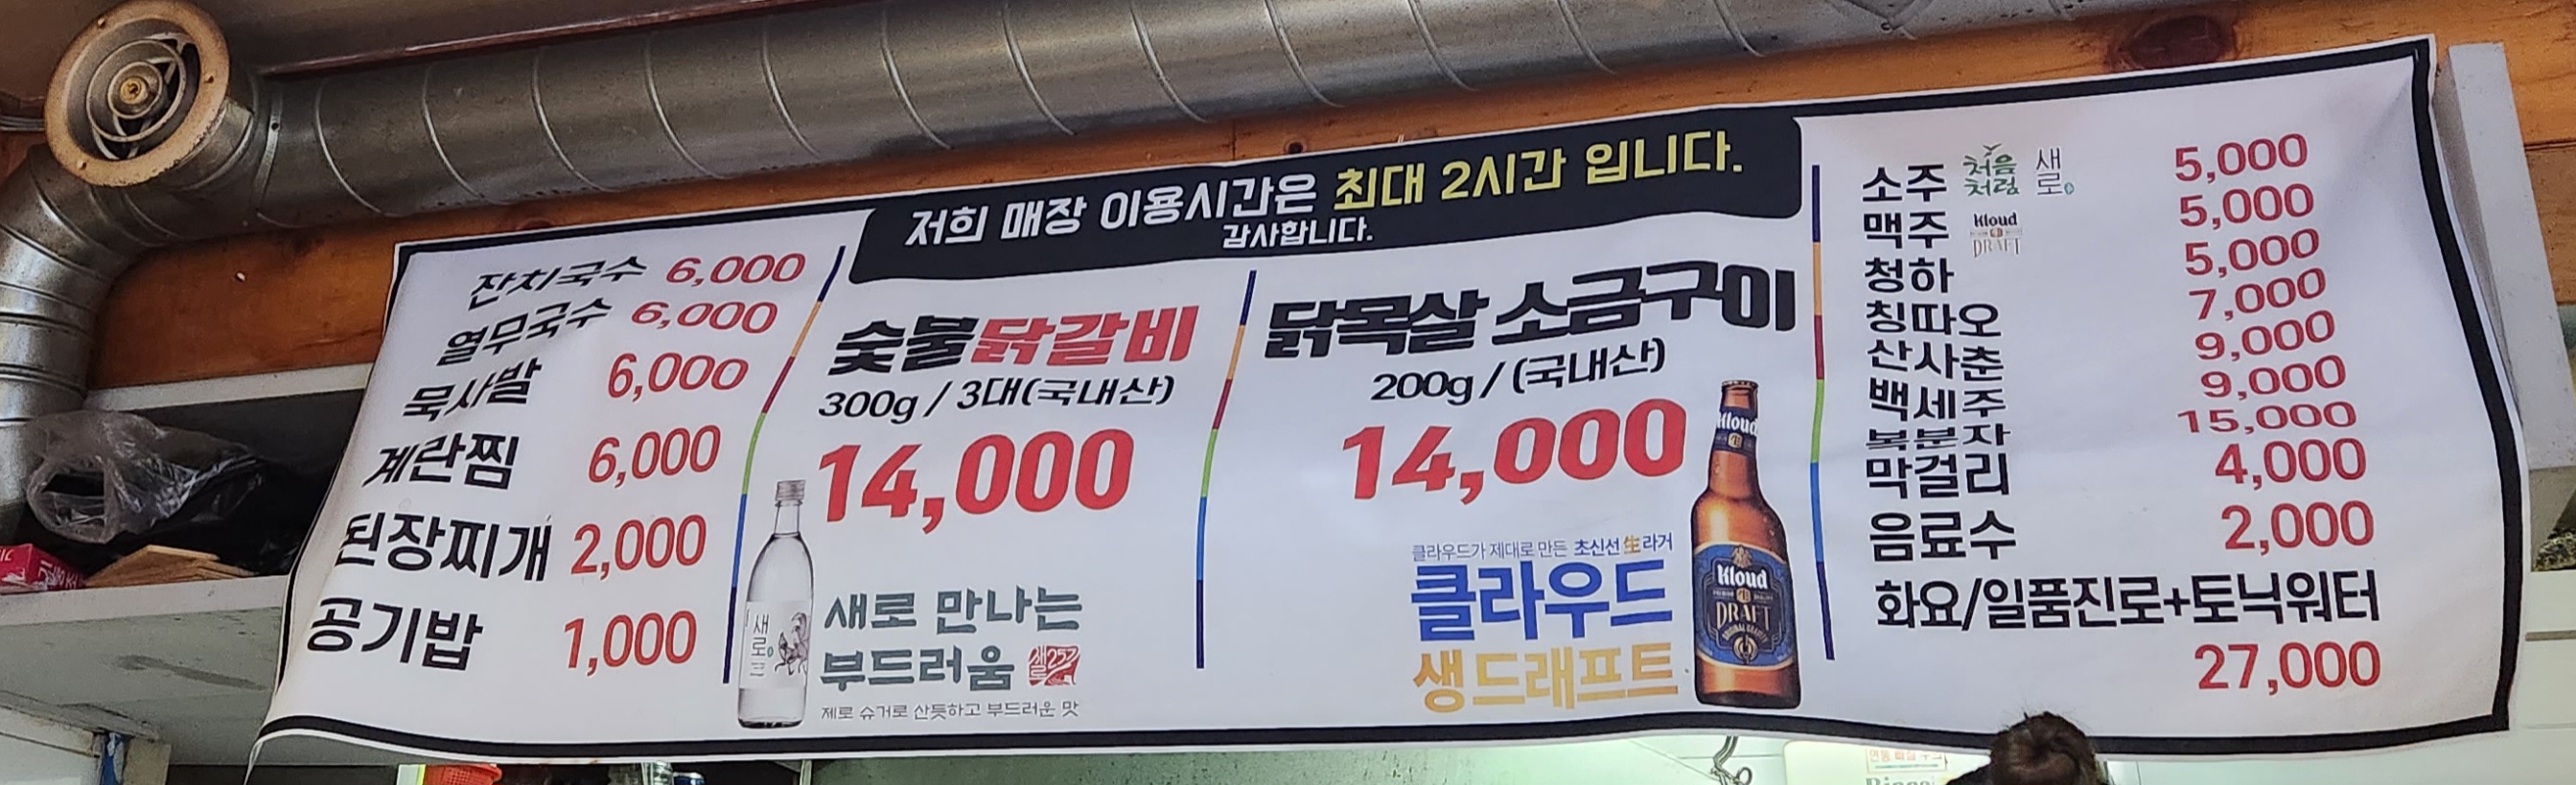 저희 매장 이용시간은 최대 2시간 입니다.
감사합니다.
잔치국수 6,000
열무국수 6,000
묵사발 6,000
계란찜 6,000
된장찌개 2,000
공기밥 1,000
숯불닭갈비
300g / 3대(국내산)
14,000
새로
새로 만나는
부드러움
제로 슈거로 산듯하고 부드러운 맛
닭목살 소금구이
200g / (국내산)
14,000
클라우드가 제대로 만든 초신선 生 라거
클라우드
생드래프트
Kloud
Kloud
DRAFT
소주 처음처럼 새로 5,000
맥주 Kloud DRAFT 5,000
청하 5,000
칭따오 7,000
산사춘 9,000
백세주 9,000
복분자 15,000
막걸리 4,000
음료수 2,000
화요/일품진로+토닉워터
27,000